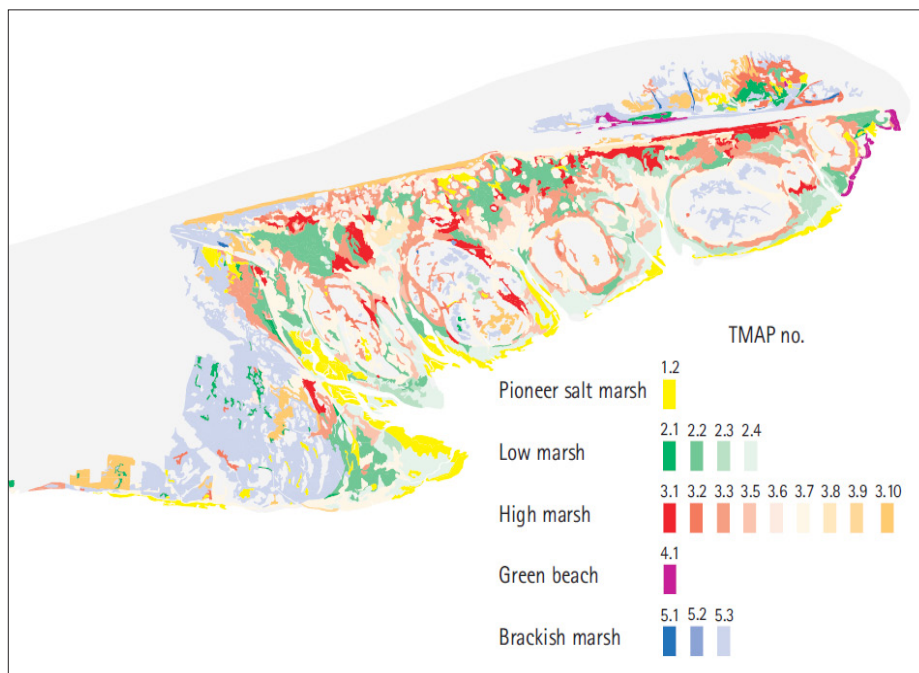 TMAP no.
1.2
Pioneer salt marsh
2.1 2.2 2.3 2.4
Low marsh
3.1 3.2 3.3 3.5 3.6 3.7 3.8 3.9 3.10
High marsh
4.1
Green beach
5.1 5.2 5.3
Brackish marsh